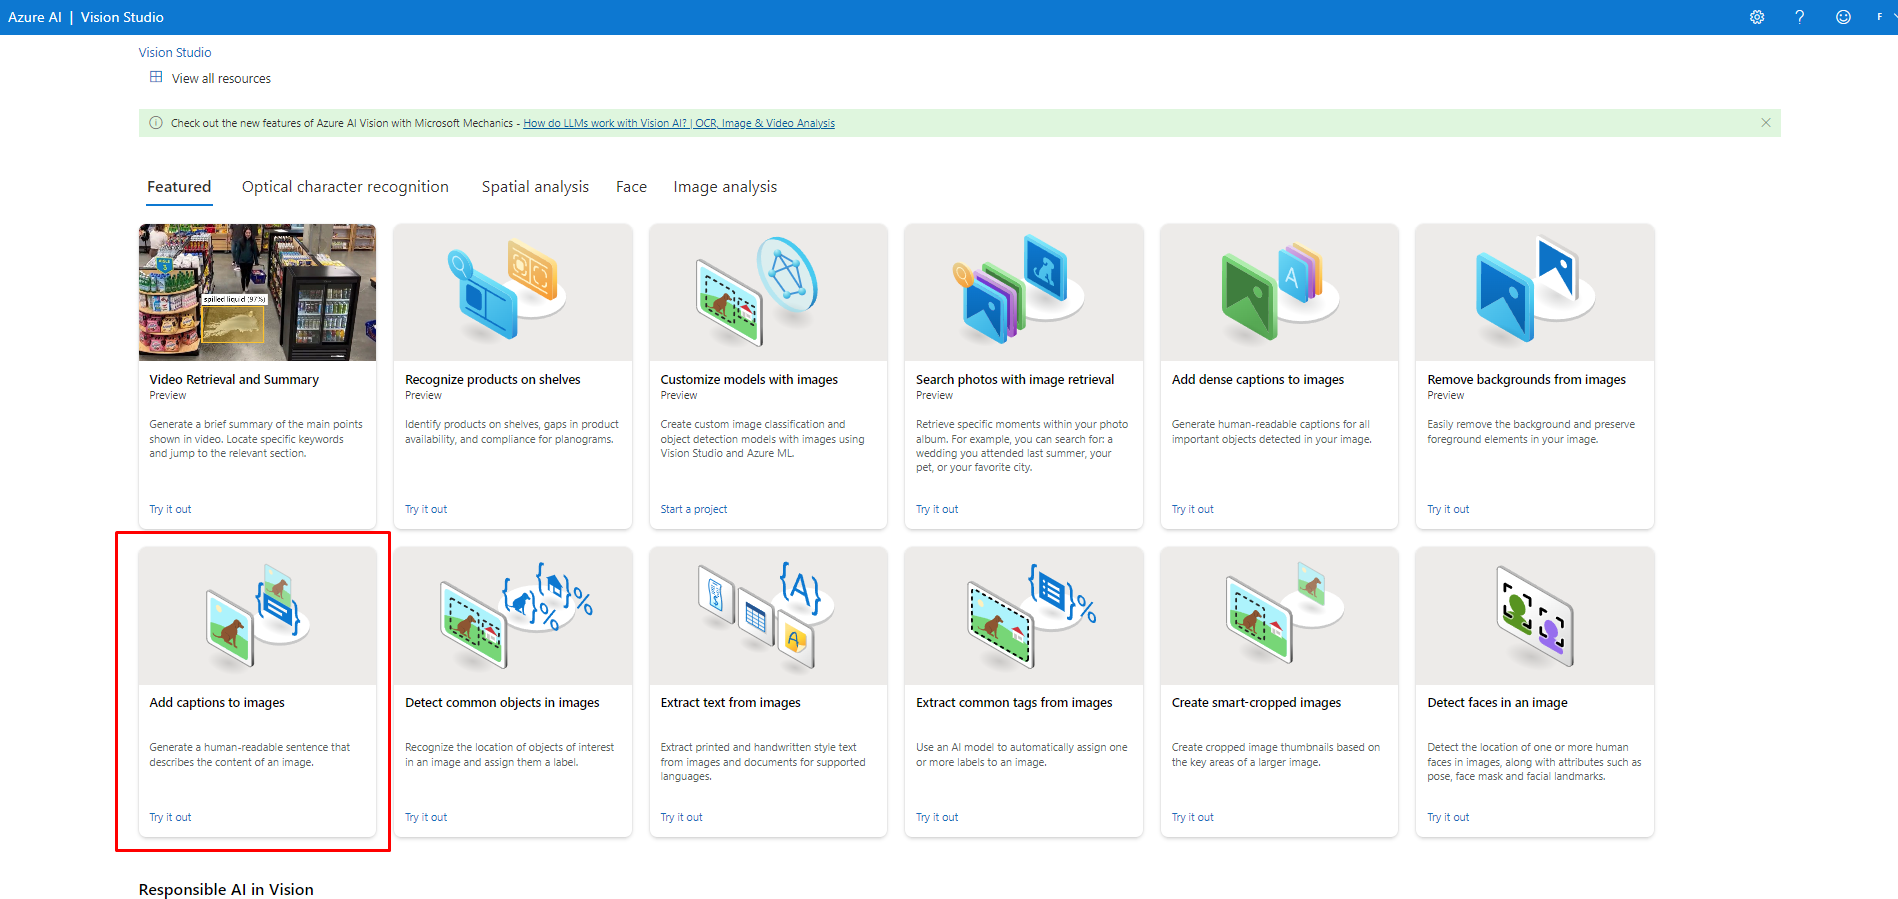 Azure AI | Vision Studio
F
Vision Studio
View all resources
Check out the new features of Azure AI Vision with Microsoft Mechanics - How do LLMs work with Vision AI? | OCR, Image & Video Analysis
Featured
Optical character recognition
Spatial analysis
Face
Image analysis
AISLE
3
spilled liquid (97%)
Video Retrieval and Summary
Preview
Generate a brief summary of the main points
shown in video. Locate specific keywords
and jump to the relevant section.
Try it out
Recognize products on shelves
Preview
Identify products on shelves, gaps in product
availability, and compliance for planograms.
Try it out
Customize models with images
Preview
Create custom image classification and
object detection models with images using
Vision Studio and Azure ML.
Start a project
Search photos with image retrieval
Preview
Retrieve specific moments within your photo
album. For example, you can search for: a
wedding you attended last summer, your
pet, or your favorite city.
Try it out
A
Add dense captions to images
Generate human-readable captions for all
important objects detected in your image.
Try it out
Remove backgrounds from images
Preview
Easily remove the background and preserve
foreground elements in your image.
Try it out
Add captions to images
Generate a human-readable sentence that
describes the content of an image.
Try it out
{ }% { }%
Detect common objects in images
Recognize the location of objects of interest
in an image and assign them a label.
Try it out
{A}
A
Extract text from images
Extract printed and handwritten style text
from images and documents for supported
languages.
Try it out
{ }%
Extract common tags from images
Use an AI model to automatically assign one
or more labels to an image.
Try it out
Create smart-cropped images
Create cropped image thumbnails based on
the key areas of a larger image.
Try it out
Detect faces in an image
Detect the location of one or more human
faces in images, along with attributes such as
pose, face mask and facial landmarks.
Try it out
Responsible AI in Vision